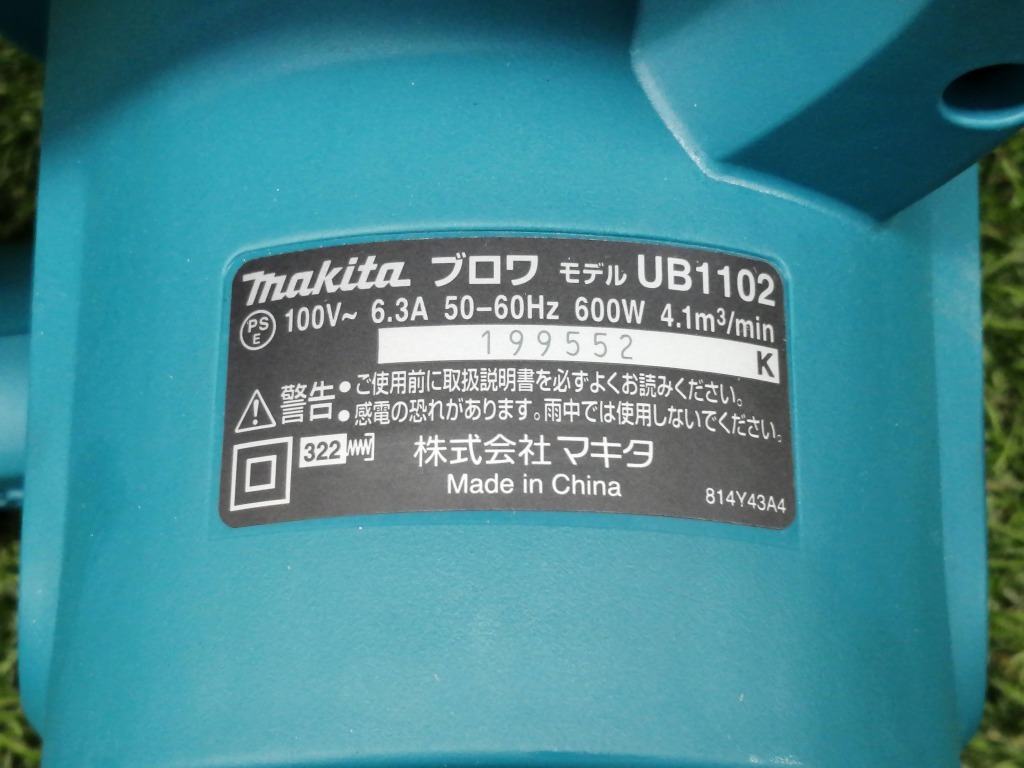 makita ブロワ モデル UB1102
PS E 100V~ 6.3A 50-60Hz 600W 4.1m³/min
199552 K
警告 ●ご使用前に取扱説明書を必ずよくお読みください。
●感電の恐れがあります。雨中では使用しないでください。
322 株式会社 マキタ
Made in China 814Y43A4